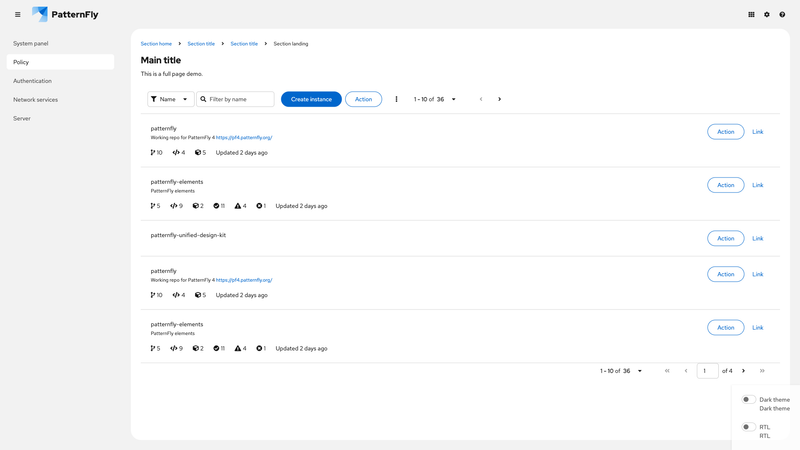 PatternFly
System panel
Policy
Authentication
Network services
Server
Section home Section title Section title Section landing
Main title
This is a full page demo.
Name Filter by name Create instance Action 1 - 10 of 36
patternfly
Working repo for PatternFly 4 https://pf4.patternfly.org/
10 4 5 Updated 2 days ago
Action Link
patternfly-elements
PatternFly elements
5 9 2 11 4 1 Updated 2 days ago
Action Link
patternfly-unified-design-kit
Action Link
patternfly
Working repo for PatternFly 4 https://pf4.patternfly.org/
10 4 5 Updated 2 days ago
Action Link
patternfly-elements
PatternFly elements
5 9 2 11 4 1 Updated 2 days ago
Action Link
1 - 10 of 36 1 of 4
Dark theme
Dark theme
RTL
RTL